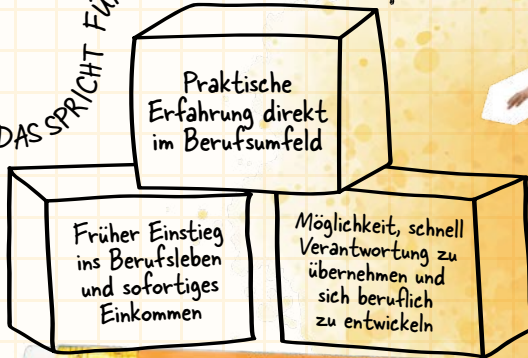 DAS SPRICHT FÜ
Praktische
Erfahrung direkt
im Berufsumfeld
Früher Einstieg
ins Berufsleben
und sofortiges
Einkommen
Möglichkeit, schnell
Verantwortung zu
übernehmen und
sich beruflich
zu entwickeln